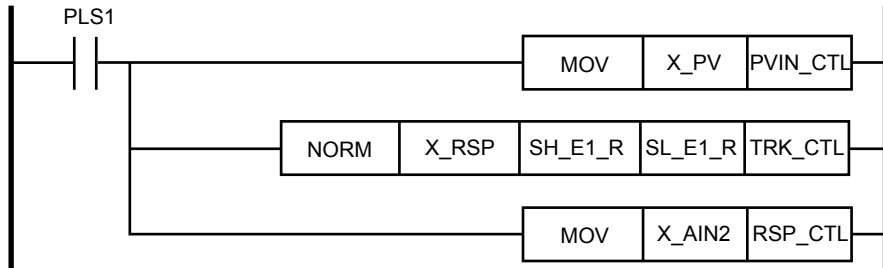 PLS1
MOV X_PV PVIN_CTL
NORM X_RSP SH_E1_R SL_E1_R TRK_CTL
MOV X_AIN2 RSP_CTL